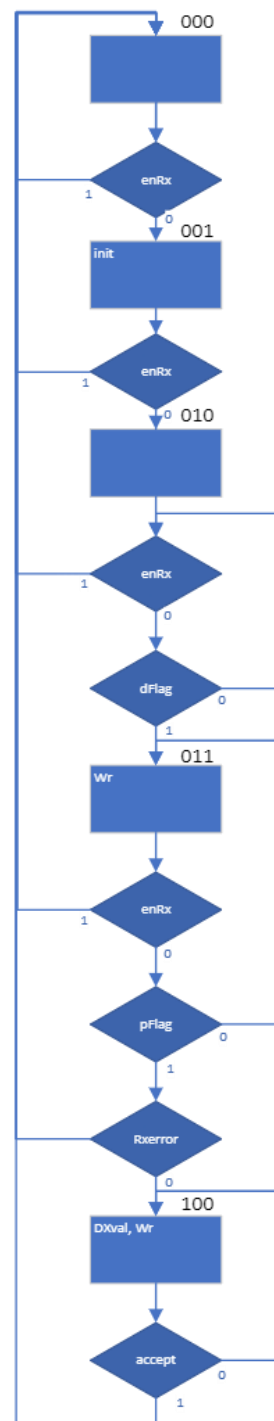 000
enRx
1
0
001
init
enRx
1
0
010
enRx
1
0
dFlag
0
1
011
Wr
enRx
1
0
pFlag
0
1
Rxerror
0
100
DXval, Wr
accept
0
1